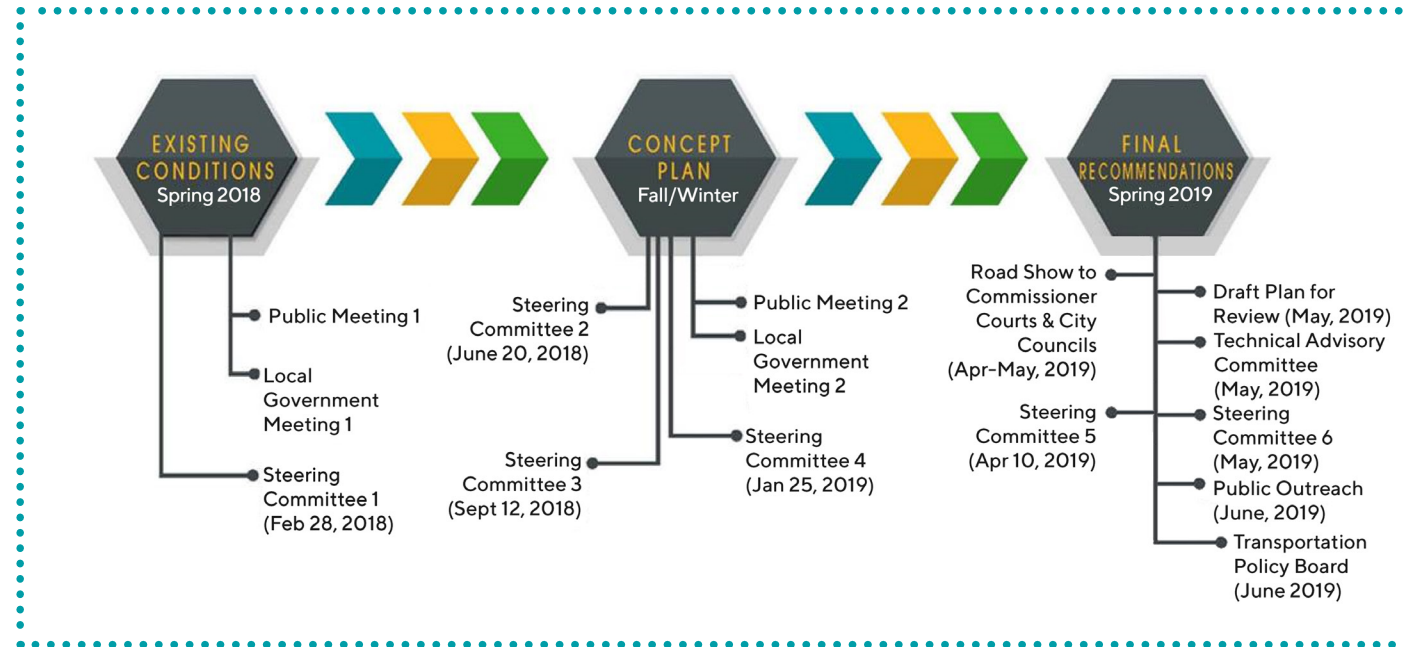 EXISTING
CONDITIONS
Spring 2018
Public Meeting 1
Local
Government
Meeting 1
Steering
Committee 1
(Feb 28, 2018)
CONCEPT
PLAN
Fall/Winter
Steering
Committee 2
(June 20, 2018)
Public Meeting 2
Local
Government
Meeting 2
Steering
Committee 3
(Sept 12, 2018)
Steering
Committee 4
(Jan 25, 2019)
FINAL
RECOMMENDATIONS
Spring 2019
Road Show to
Commissioner
Courts & City
Councils
(Apr-May, 2019)
Steering
Committee 5
(Apr 10, 2019)
Draft Plan for
Review (May, 2019)
Technical Advisory
Committee
(May, 2019)
Steering
Committee 6
(May, 2019)
Public Outreach
(June, 2019)
Transportation
Policy Board
(June 2019)